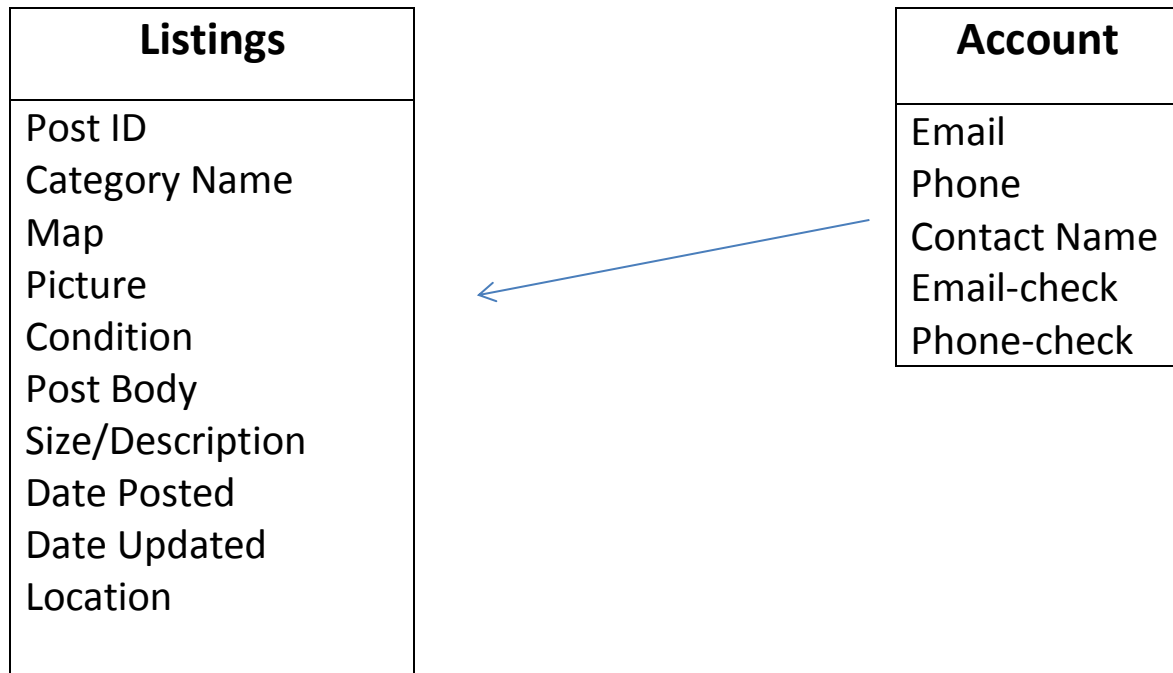 Listings
Post ID
Category Name
Map
Picture
Condition
Post Body
Size/Description
Date Posted
Date Updated
Location
Account
Email
Phone
Contact Name
Email-check
Phone-check